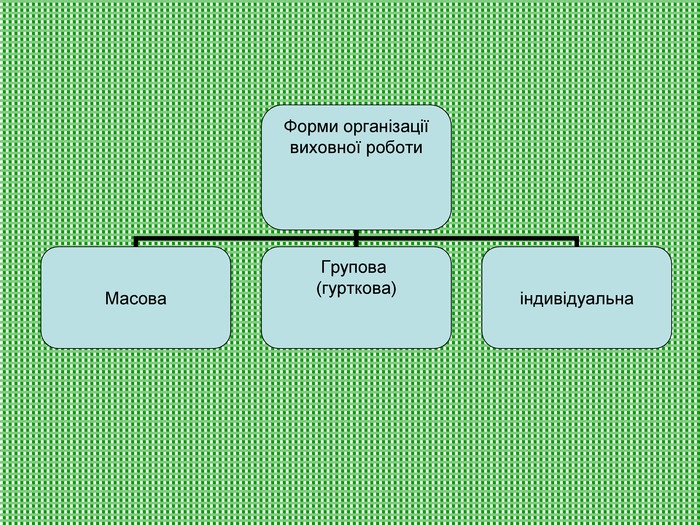 Форми організації
виховної роботи
Масова
Групова
(гурткова)
індивідуальна